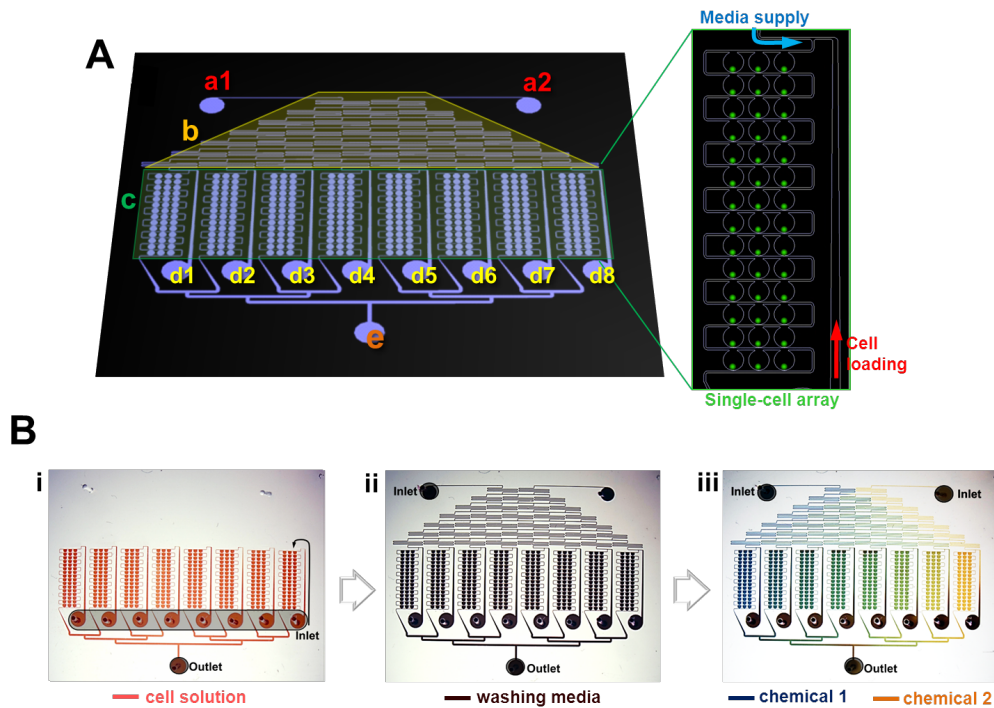 A
a1
a2
b
c
d1 d2 d3 d4 d5 d6 d7 d8
e
Media supply
Cell
loading
Single-cell array
B
i
Inlet
Outlet
cell solution
ii
Inlet
Outlet
washing media
iii
Inlet
Inlet
Outlet
chemical 1
chemical 2